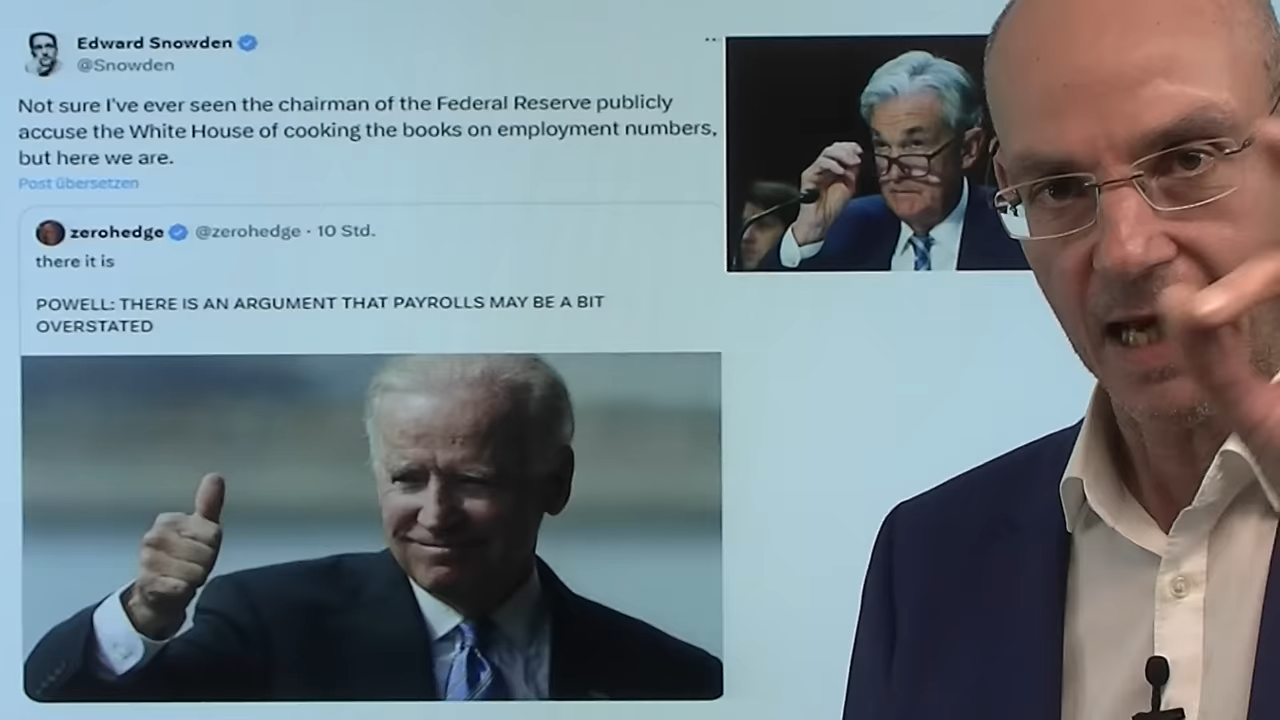 Edward Snowden
@Snowden
Not sure I've ever seen the chairman of the Federal Reserve publicly
accuse the White House of cooking the books on employment numbers,
but here we are.
Post übersetzen
zerohedge @zerohedge · 10 Std.
there it is
POWELL: THERE IS AN ARGUMENT THAT PAYROLLS MAY BE A BIT
OVERSTATED